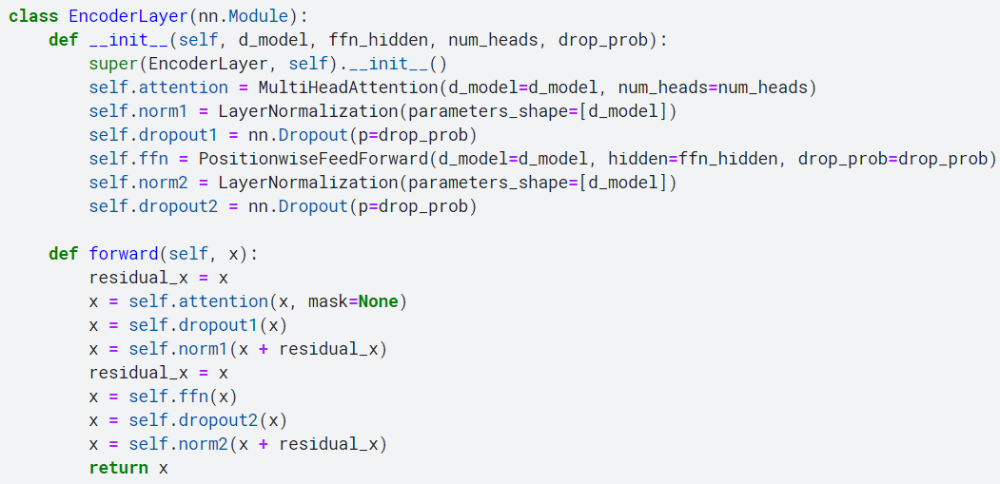 class EncoderLayer(nn.Module):
    def __init__(self, d_model, ffn_hidden, num_heads, drop_prob):
        super(EncoderLayer, self).__init__()
        self.attention = MultiHeadAttention(d_model=d_model, num_heads=num_heads)
        self.norm1 = LayerNormalization(parameters_shape=[d_model])
        self.dropout1 = nn.Dropout(p=drop_prob)
        self.ffn = PositionwiseFeedForward(d_model=d_model, hidden=ffn_hidden, drop_prob=drop_prob)
        self.norm2 = LayerNormalization(parameters_shape=[d_model])
        self.dropout2 = nn.Dropout(p=drop_prob)

    def forward(self, x):
        residual_x = x
        x = self.attention(x, mask=None)
        x = self.dropout1(x)
        x = self.norm1(x + residual_x)
        residual_x = x
        x = self.ffn(x)
        x = self.dropout2(x)
        x = self.norm2(x + residual_x)
        return x